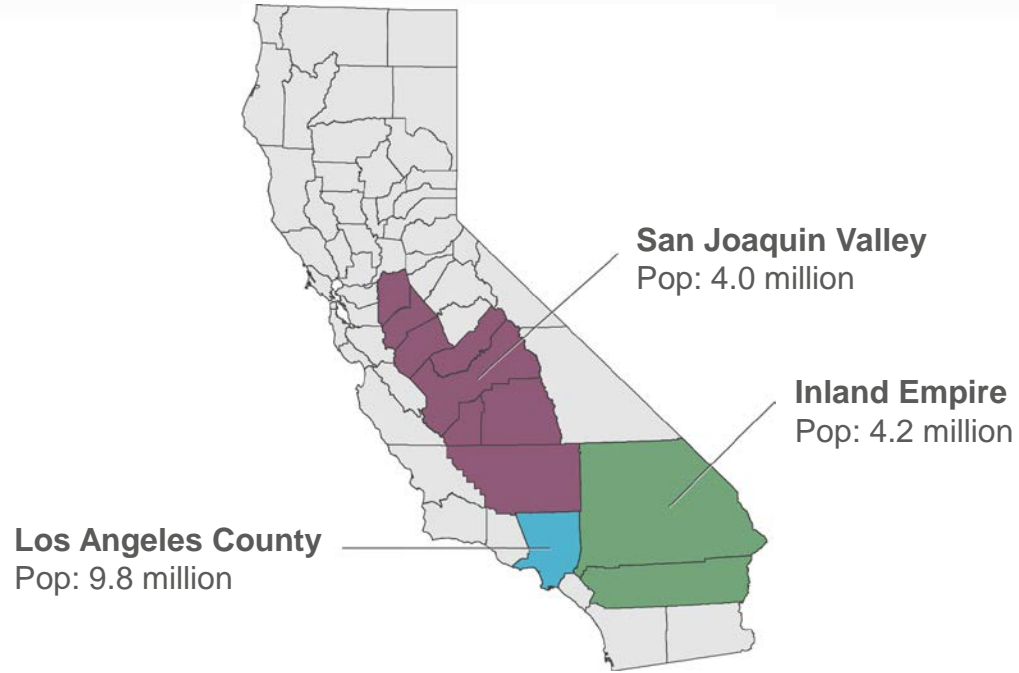 San Joaquin Valley
Pop: 4.0 million
Inland Empire
Pop: 4.2 million
Los Angeles County
Pop: 9.8 million